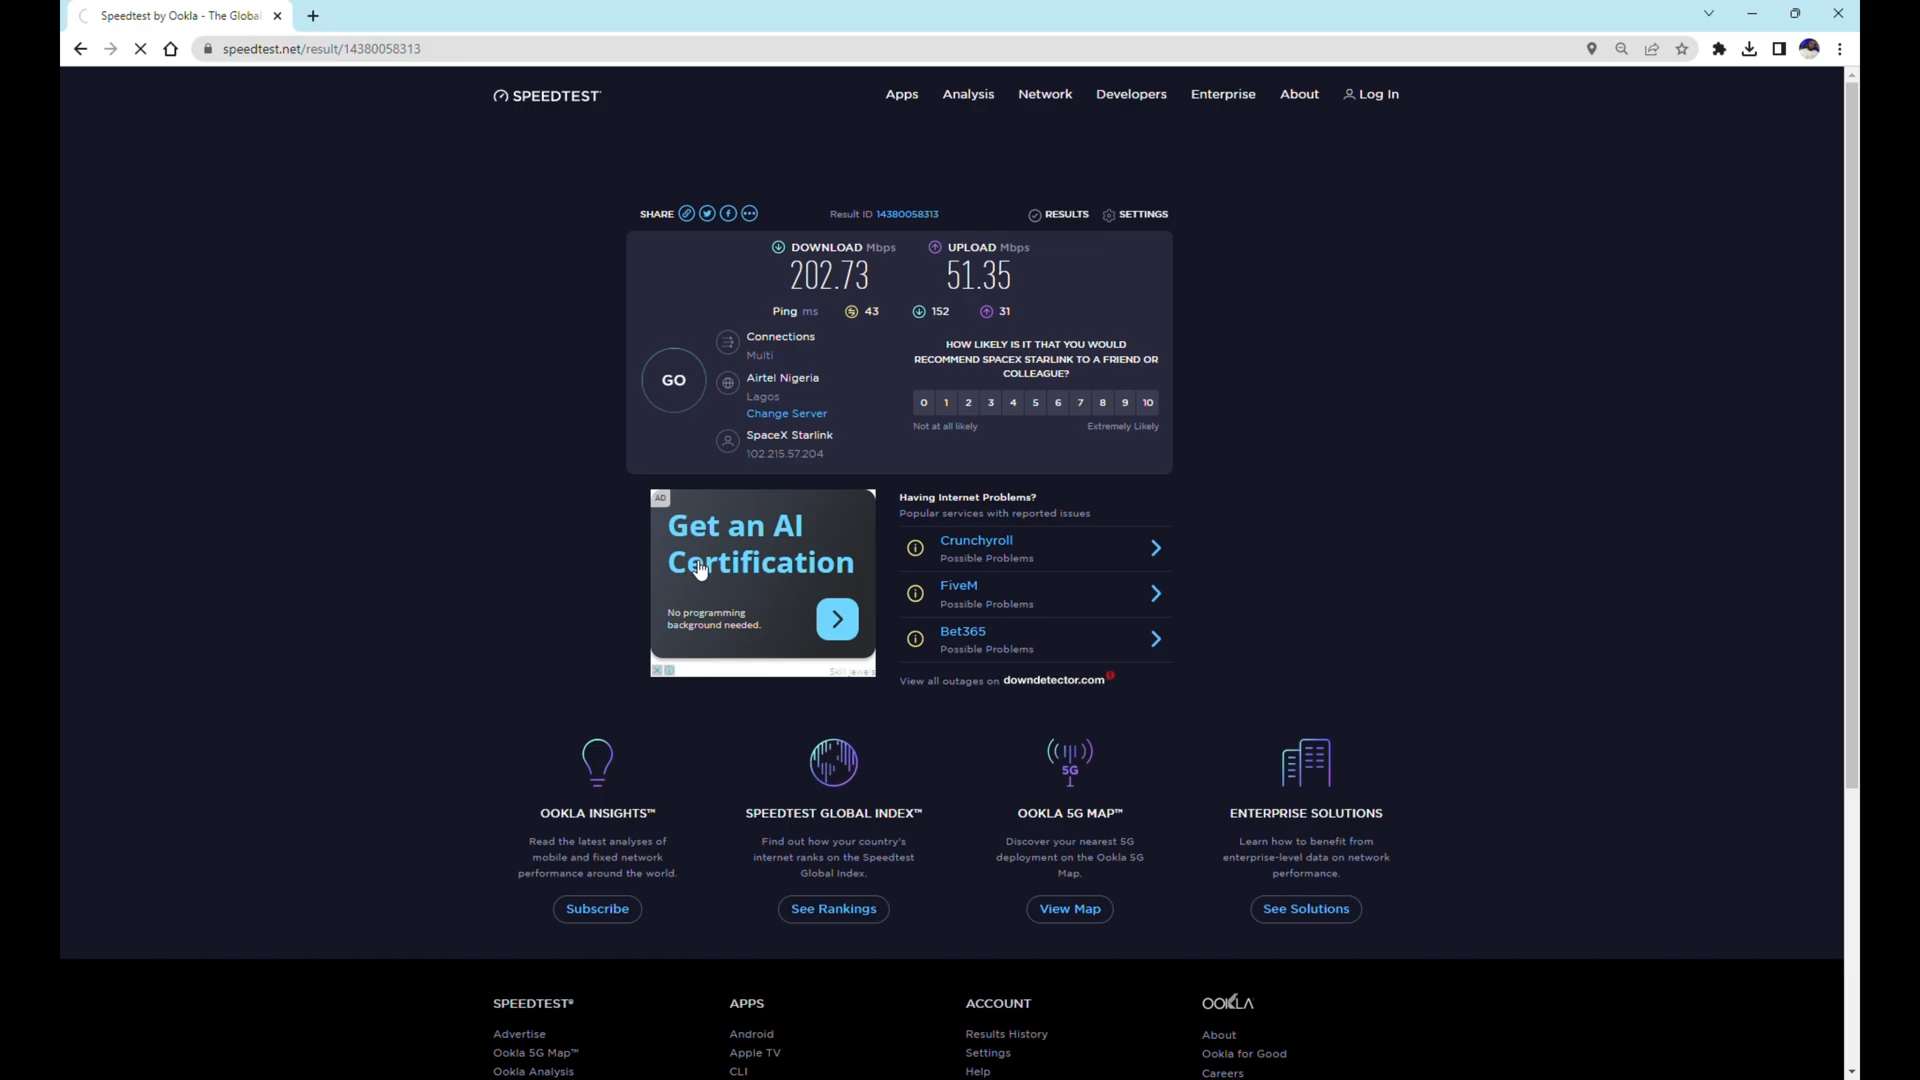 Speedtest by Ookla - The Global
speedtest.net/result/14380058313
SPEEDTEST
Apps Analysis Network Developers Enterprise About Log In
SHARE Result ID 14380058313 RESULTS SETTINGS
DOWNLOAD Mbps UPLOAD Mbps
202.73 51.35
Ping ms 43 152 31
Connections
Multi
Airtel Nigeria
Lagos
Change Server
SpaceX Starlink
102.215.57.204
GO
HOW LIKELY IS IT THAT YOU WOULD
RECOMMEND SPACEX STARLINK TO A FRIEND OR
COLLEAGUE?
0 1 2 3 4 5 6 7 8 9 10
Not at all likely Extremely Likely
AD
Get an AI
Certification
No programming
background needed.
Having Internet Problems?
Popular services with reported issues
Crunchyroll
Possible Problems
FiveM
Possible Problems
Bet365
Possible Problems
View all outages on downdetector.com
5G
OOKLA INSIGHTS™
Read the latest analyses of
mobile and fixed network
performance around the world.
Subscribe
SPEEDTEST GLOBAL INDEX™
Find out how your country's
internet ranks on the Speedtest
Global Index.
See Rankings
OOKLA 5G MAP™
Discover your nearest 5G
deployment on the Ookla 5G
Map.
View Map
ENTERPRISE SOLUTIONS
Learn how to benefit from
enterprise-level data on network
performance.
See Solutions
SPEEDTEST®
Advertise
Ookla 5G Map™
Ookla Analysis
APPS
Android
Apple TV
CLI
ACCOUNT
Results History
Settings
Help
OOKLA
About
Ookla for Good
Careers